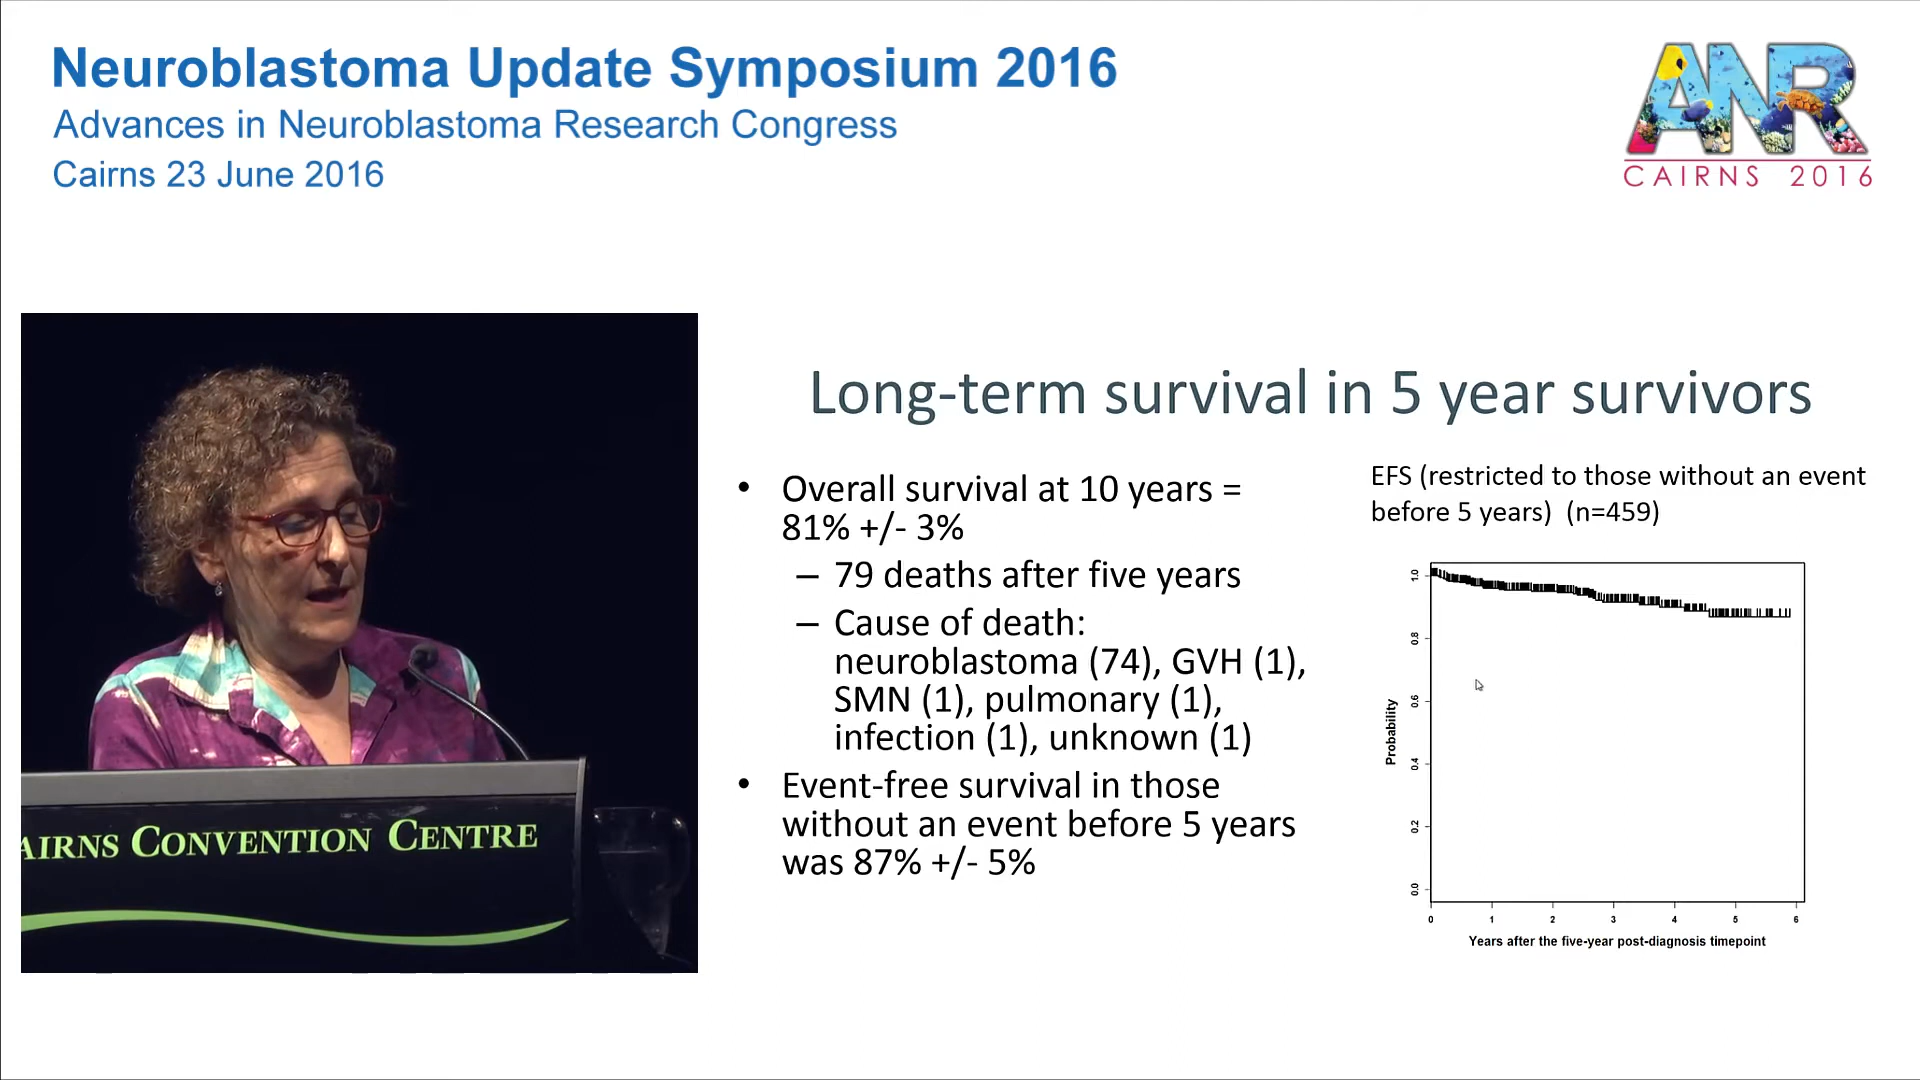 Neuroblastoma Update Symposium 2016
Advances in Neuroblastoma Research Congress
Cairns 23 June 2016
ANR
CAIRNS 2016
Long-term survival in 5 year survivors
• Overall survival at 10 years =
81% +/- 3%
– 79 deaths after five years
– Cause of death:
neuroblastoma (74), GVH (1),
SMN (1), pulmonary (1),
infection (1), unknown (1)
• Event-free survival in those
without an event before 5 years
was 87% +/- 5%
EFS (restricted to those without an event
before 5 years) (n=459)
Probability
1.0
0.8
0.6
0.4
0.2
0.0
0 1 2 3 4 5 6
Years after the five-year post-diagnosis timepoint
AIRNS CONVENTION CENTRE